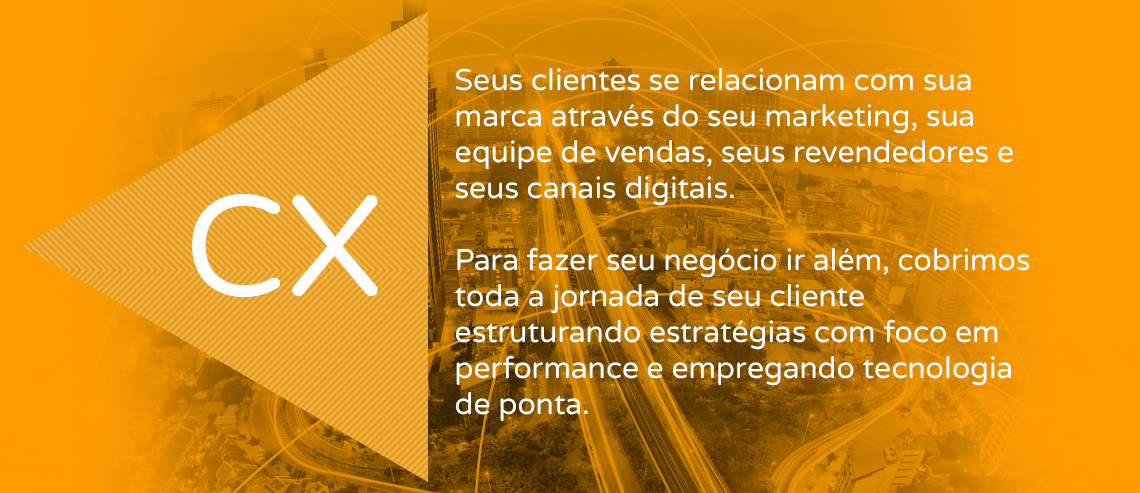 CX
Seus clientes se relacionam com sua
marca através do seu marketing, sua
equipe de vendas, seus revendedores e
seus canais digitais.
Para fazer seu negócio ir além, cobrimos
toda a jornada de seu cliente
estruturando estratégias com foco em
performance e empregando tecnologia
de ponta.